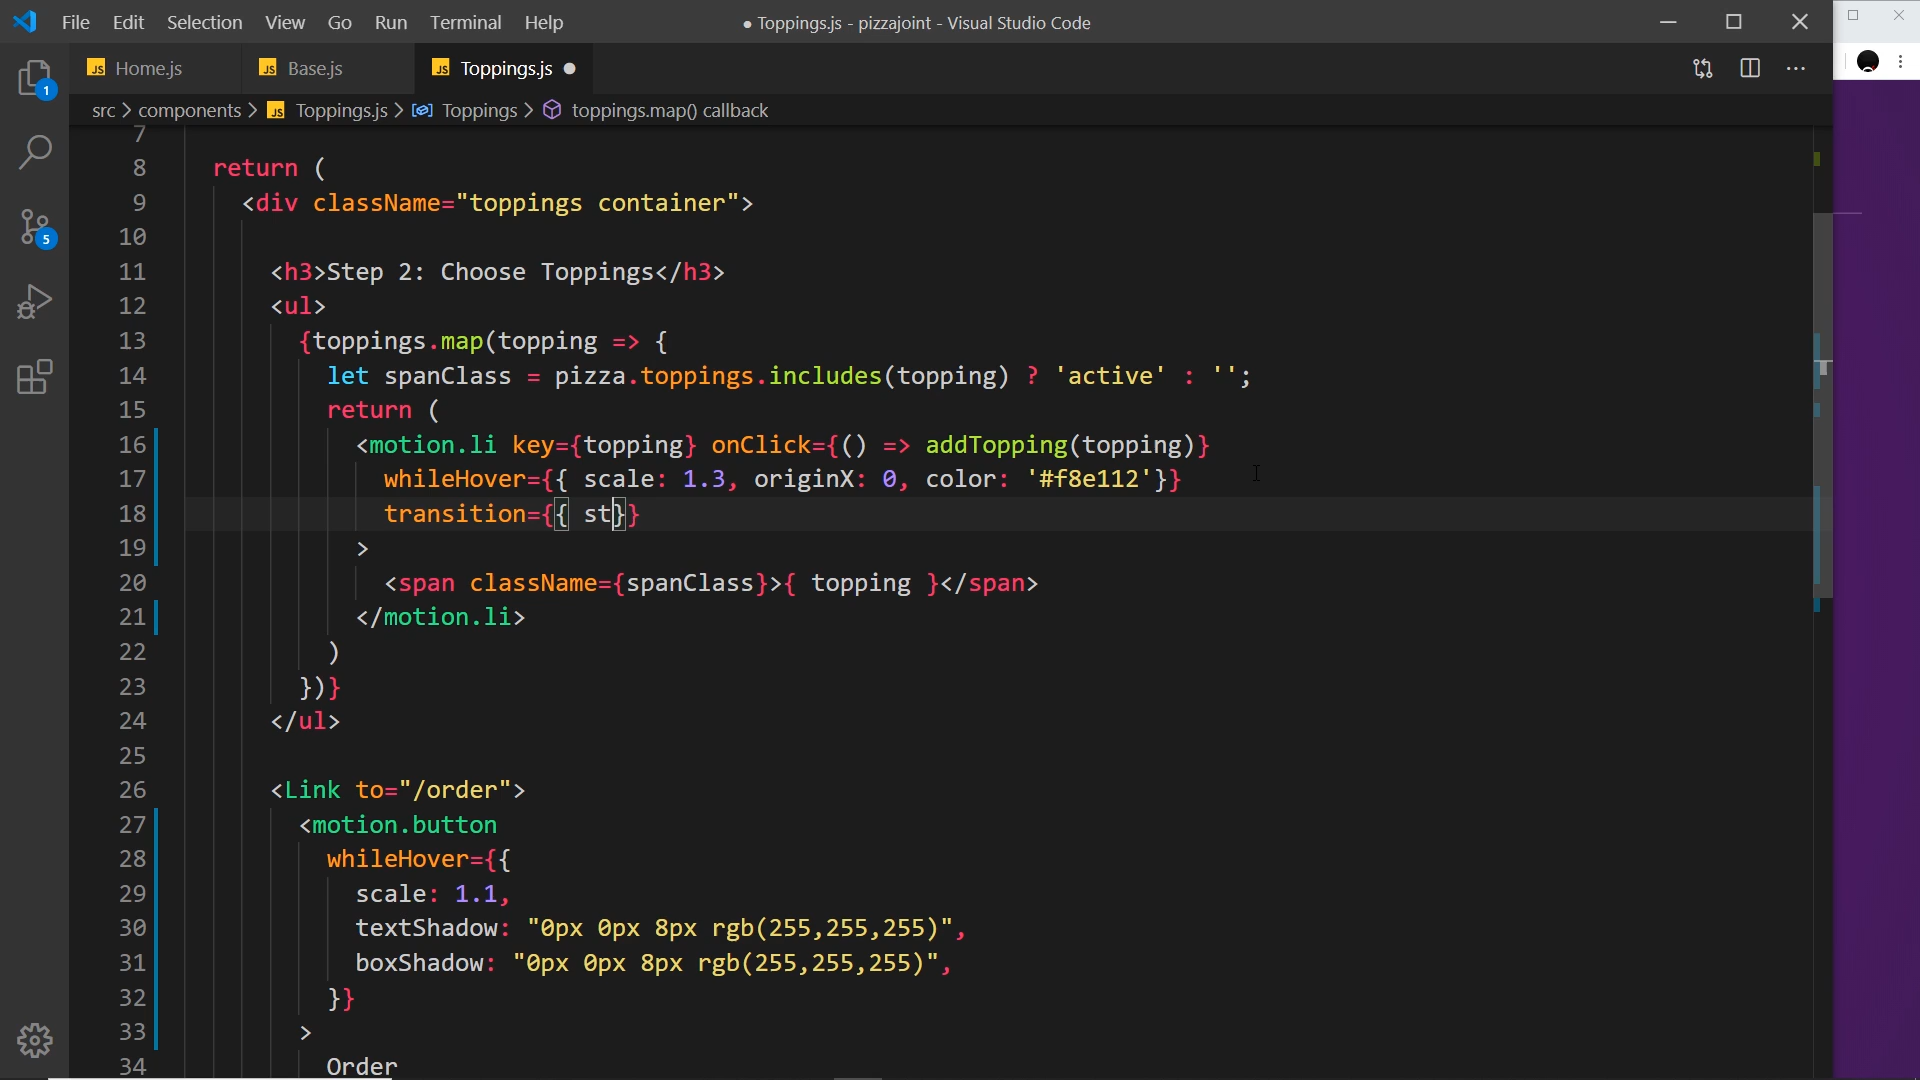 File Edit Selection View Go Run Terminal Help
● Toppings.js - pizzajoint - Visual Studio Code
JS Home.js
JS Base.js
JS Toppings.js
src > components > JS Toppings.js > Toppings > toppings.map() callback
1
5
7
8 return (
9 <div className="toppings container">
10
11 <h3>Step 2: Choose Toppings</h3>
12 <ul>
13 {toppings.map(topping => {
14 let spanClass = pizza.toppings.includes(topping) ? 'active' : '';
15 return (
16 <motion.li key={topping} onClick={() => addTopping(topping)}
17 whileHover={{ scale: 1.3, originX: 0, color: '#f8e112'}}
18 transition={{ st}}
19 >
20 <span className={spanClass}>{ topping }</span>
21 </motion.li>
22 )
23 })}
24 </ul>
25
26 <Link to="/order">
27 <motion.button
28 whileHover={{
29 scale: 1.1,
30 textShadow: "0px 0px 8px rgb(255,255,255)",
31 boxShadow: "0px 0px 8px rgb(255,255,255)",
32 }}
33 >
34 Order